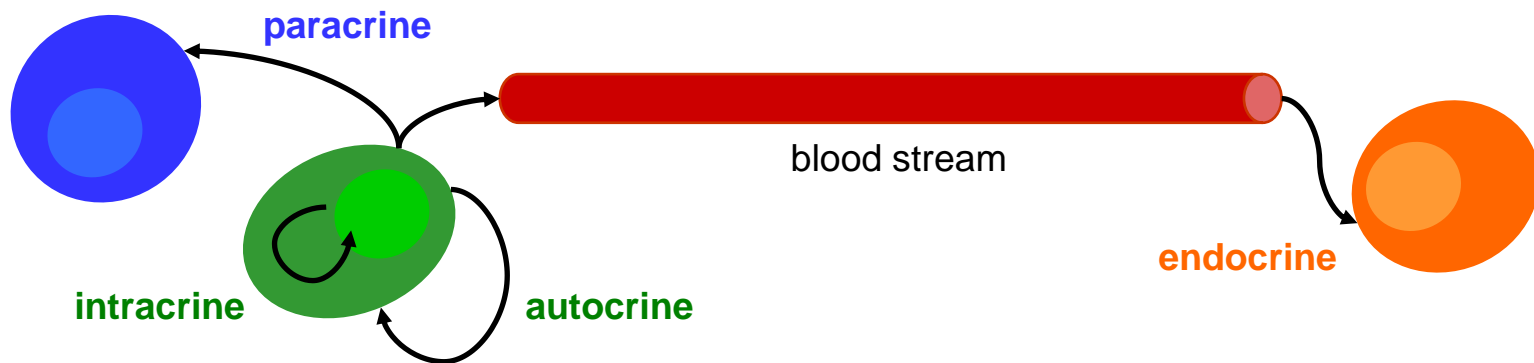 paracrine
blood stream
endocrine
intracrine
autocrine